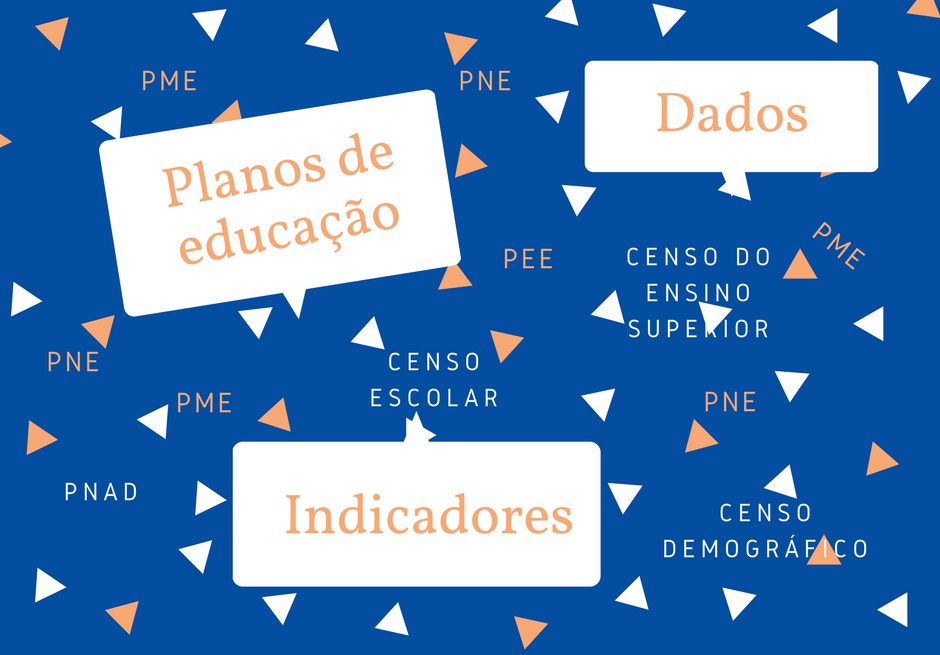 PME
PNE
Dados
Planos de
educação
PEE
CENSO DO
ENSINO
SUPERIOR
PME
PNE
CENSO
ESCOLAR
PME
PNE
PNAD
Indicadores
CENSO
DEMOGRÁFICO